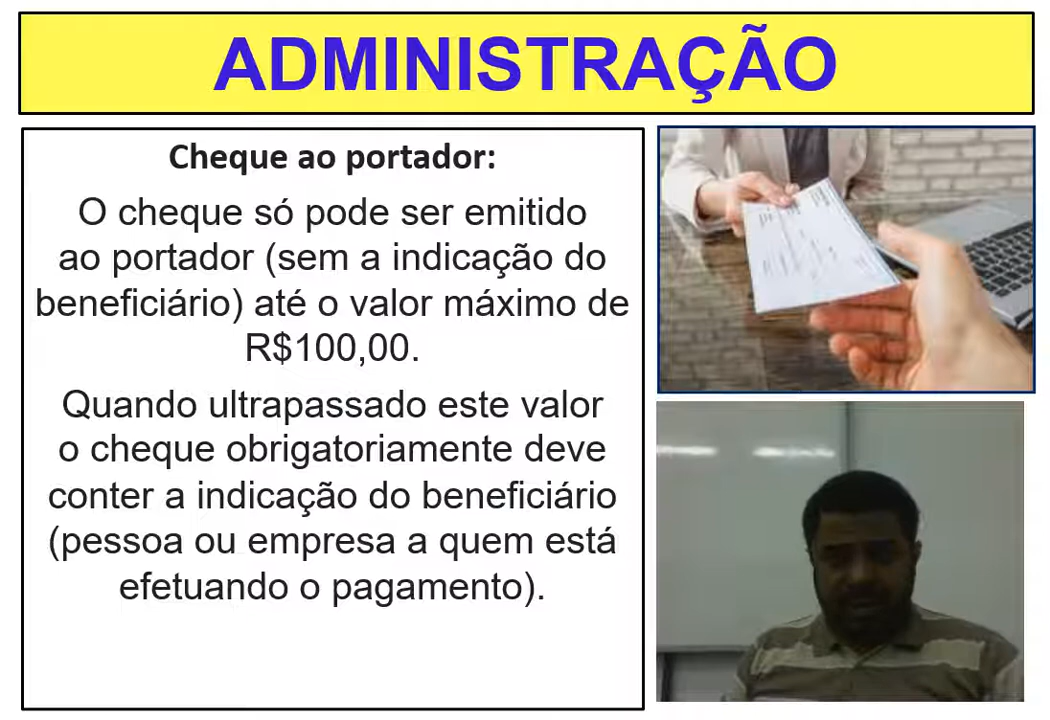 ADMINISTRAÇÃO
Cheque ao portador:
O cheque só pode ser emitido
ao portador (sem a indicação do
beneficiário) até o valor máximo de
R$100,00.
Quando ultrapassado este valor
o cheque obrigatoriamente deve
conter a indicação do beneficiário
(pessoa ou empresa a quem está
efetuando o pagamento).